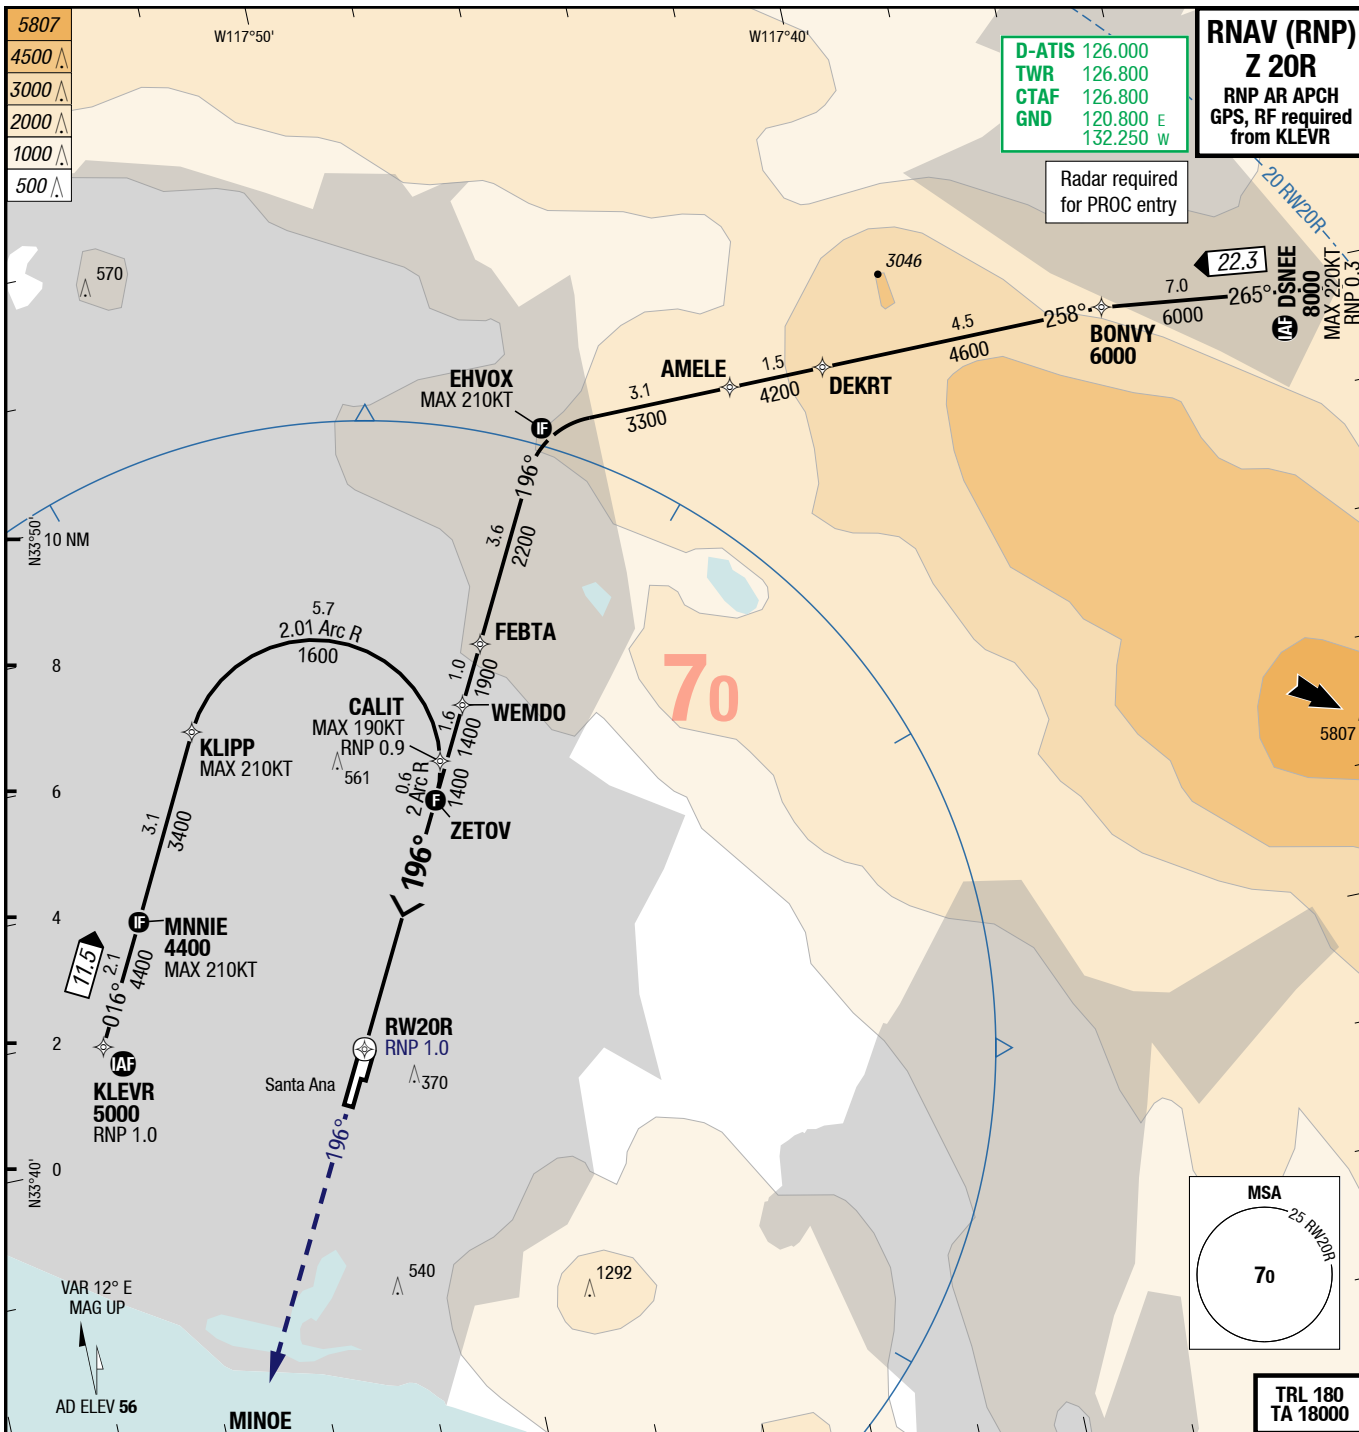 5807
4500
3000
2000
1000
500
W117°50'
W117°40'
D-ATIS 126.000
TWR 126.800
CTAF 126.800
GND 120.800 E
132.250 W
RNAV (RNP)
Z 20R
RNP AR APCH
GPS, RF required
from KLEVR
Radar required
for PROC entry
20 RW20R
570
3046
22.3
DSNEE
8000
MAX 220KT
RNP 0.3
IAF
7.0
265°
6000
258°
BONVY
6000
4.5
4600
AMELE
1.5
4200
DEKRT
EHVOX
MAX 210KT
IF
3.1
3300
196°
3.6
2200
N33°50'
10 NM
5.7
2.01 Arc R
1600
FEBTA
1.0
1900
8
70
CALIT
MAX 190KT
RNP 0.9
WEMDO
1.6
1400
KLIPP
MAX 210KT
561
5807
0.6
2 Arc R
1400
6
F
ZETOV
3.1
3400
196°
4
IF
MNNIE
4400
MAX 210KT
11.5
2.1
4400
016°
2
RW20R
RNP 1.0
IAF
KLEVR
5000
RNP 1.0
Santa Ana
370
196°
N33°40'
0
MSA
25 RW20R
70
540
1292
VAR 12° E
MAG UP
AD ELEV 56
MINOE
TRL 180
TA 18000